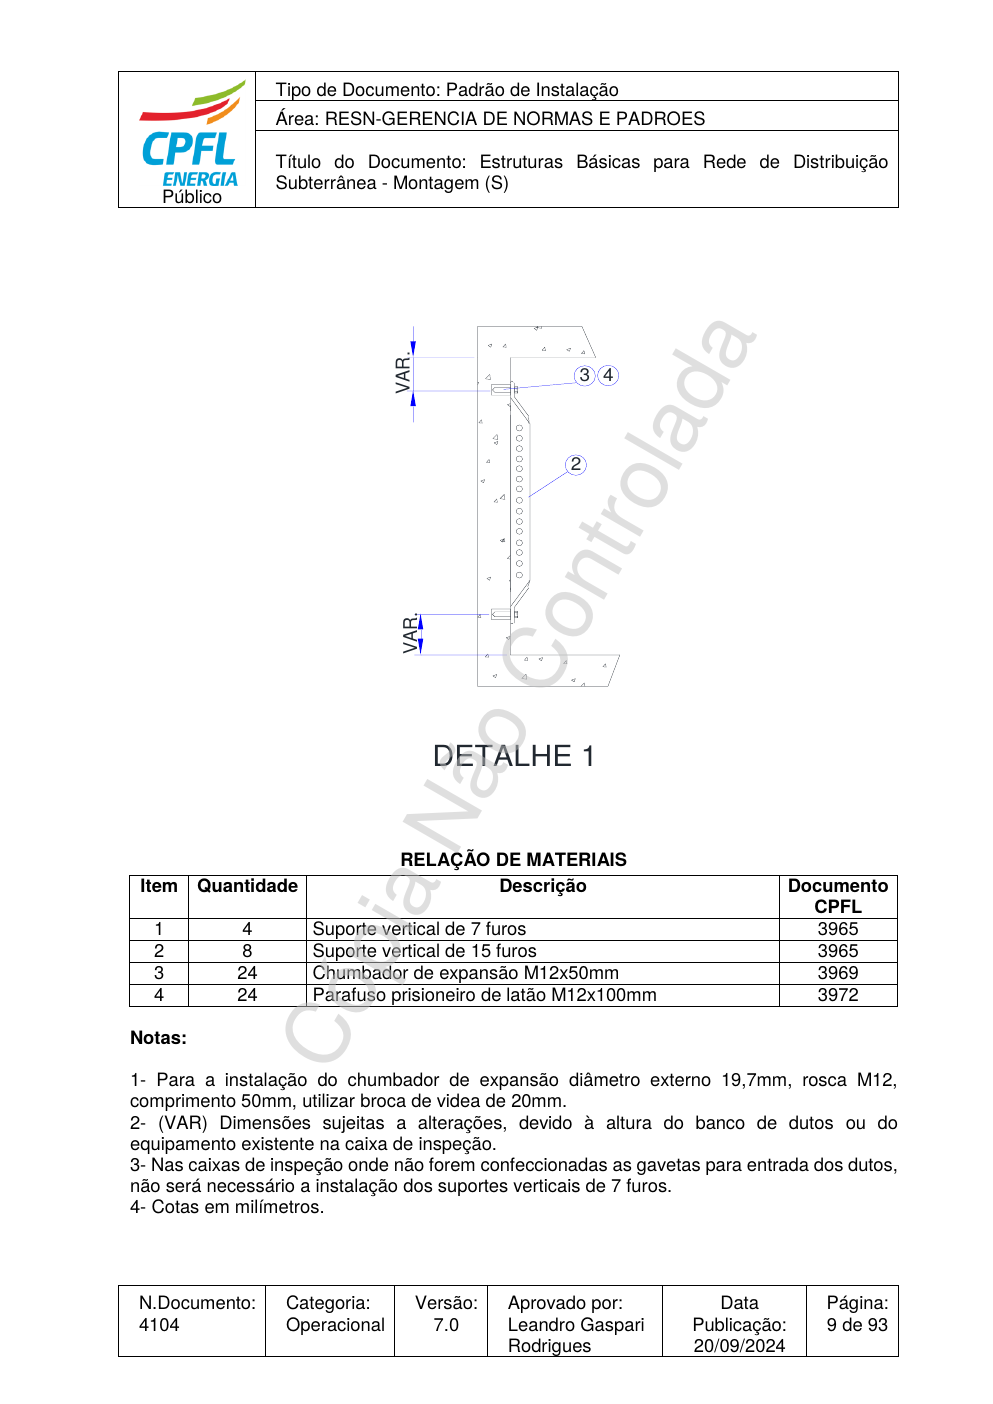 CPFL
ENERGIA
Público
Tipo de Documento: Padrão de Instalação
Área: RESN-GERENCIA DE NORMAS E PADROES
Título do Documento: Estruturas Básicas para Rede de Distribuição
Subterrânea - Montagem (S)
VAR.
3 4
2
VAR.
DETALHE 1
Copia Não Controlada
RELAÇÃO DE MATERIAIS
Item Quantidade Descrição Documento
CPFL
1 4 Suporte vertical de 7 furos 3965
2 8 Suporte vertical de 15 furos 3965
3 24 Chumbador de expansão M12x50mm 3969
4 24 Parafuso prisioneiro de latão M12x100mm 3972
Notas:
1- Para a instalação do chumbador de expansão diâmetro externo 19,7mm, rosca M12,
comprimento 50mm, utilizar broca de videa de 20mm.
2- (VAR) Dimensões sujeitas a alterações, devido à altura do banco de dutos ou do
equipamento existente na caixa de inspeção.
3- Nas caixas de inspeção onde não forem confeccionadas as gavetas para entrada dos dutos,
não será necessário a instalação dos suportes verticais de 7 furos.
4- Cotas em milímetros.
N.Documento: Categoria: Versão: Aprovado por: Data Página:
4104 Operacional 7.0 Leandro Gaspari Publicação: 9 de 93
Rodrigues 20/09/2024